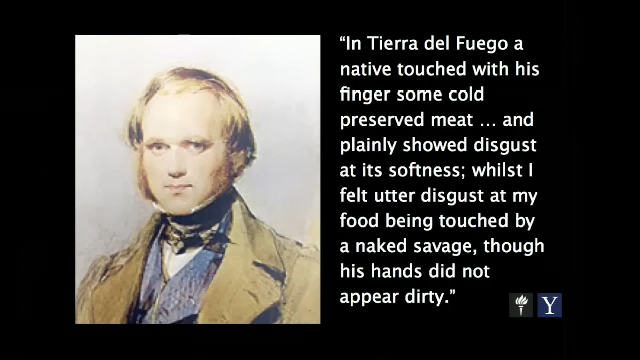 “In Tierra del Fuego a
native touched with his
finger some cold
preserved meat ... and
plainly showed disgust
at its softness; whilst I
felt utter disgust at my
food being touched by
a naked savage, though
his hands did not
appear dirty.”
Y